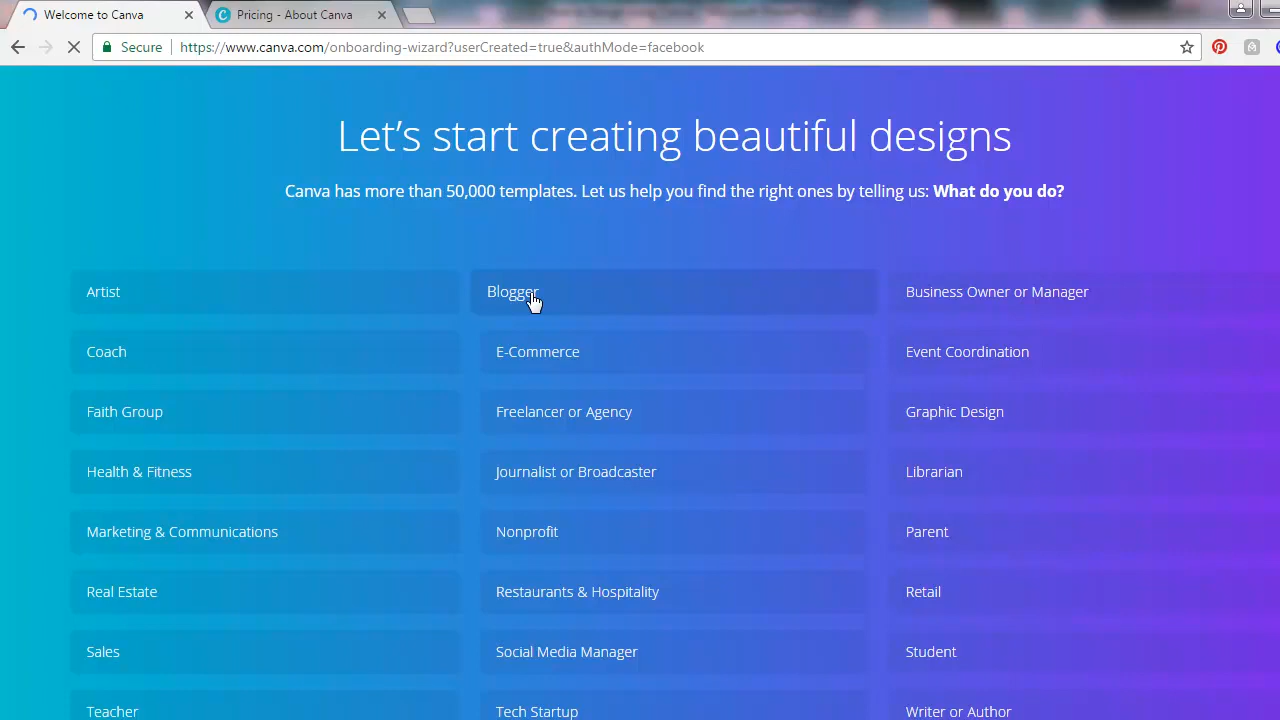 Welcome to Canva
Pricing - About Canva
Secure
https://www.canva.com/onboarding-wizard?userCreated=true&authMode=facebook
Let's start creating beautiful designs
Canva has more than 50,000 templates. Let us help you find the right ones by telling us: What do you do?
Artist
Blogger
Business Owner or Manager
Coach
E-Commerce
Event Coordination
Faith Group
Freelancer or Agency
Graphic Design
Health & Fitness
Journalist or Broadcaster
Librarian
Marketing & Communications
Nonprofit
Parent
Real Estate
Restaurants & Hospitality
Retail
Sales
Social Media Manager
Student
Teacher
Tech Startup
Writer or Author